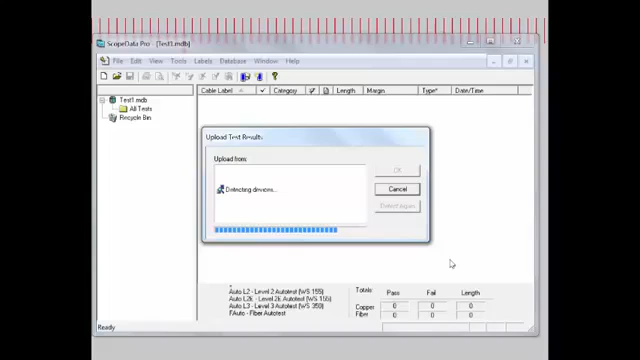 ScopeData Pro - [Test1.mdb]
File Edit View Tools Labels Database Window Help
Cable Label Category Length Margin Type* Date/Time
Test1.mdb
All Tests
Recycle Bin
Upload Test Results
Upload from:
Detecting devices...
OK
Cancel
Detect Again
*
Auto L2 - Level 2 Autotest (WS 155)
Auto L2E - Level 2E Autotest (WS 155)
Auto L3 - Level 3 Autotest (WS 350)
FAuto - Fiber Autotest
Totals: Pass Fail Length
Copper 0 0 0
Fiber 0 0 0
Ready